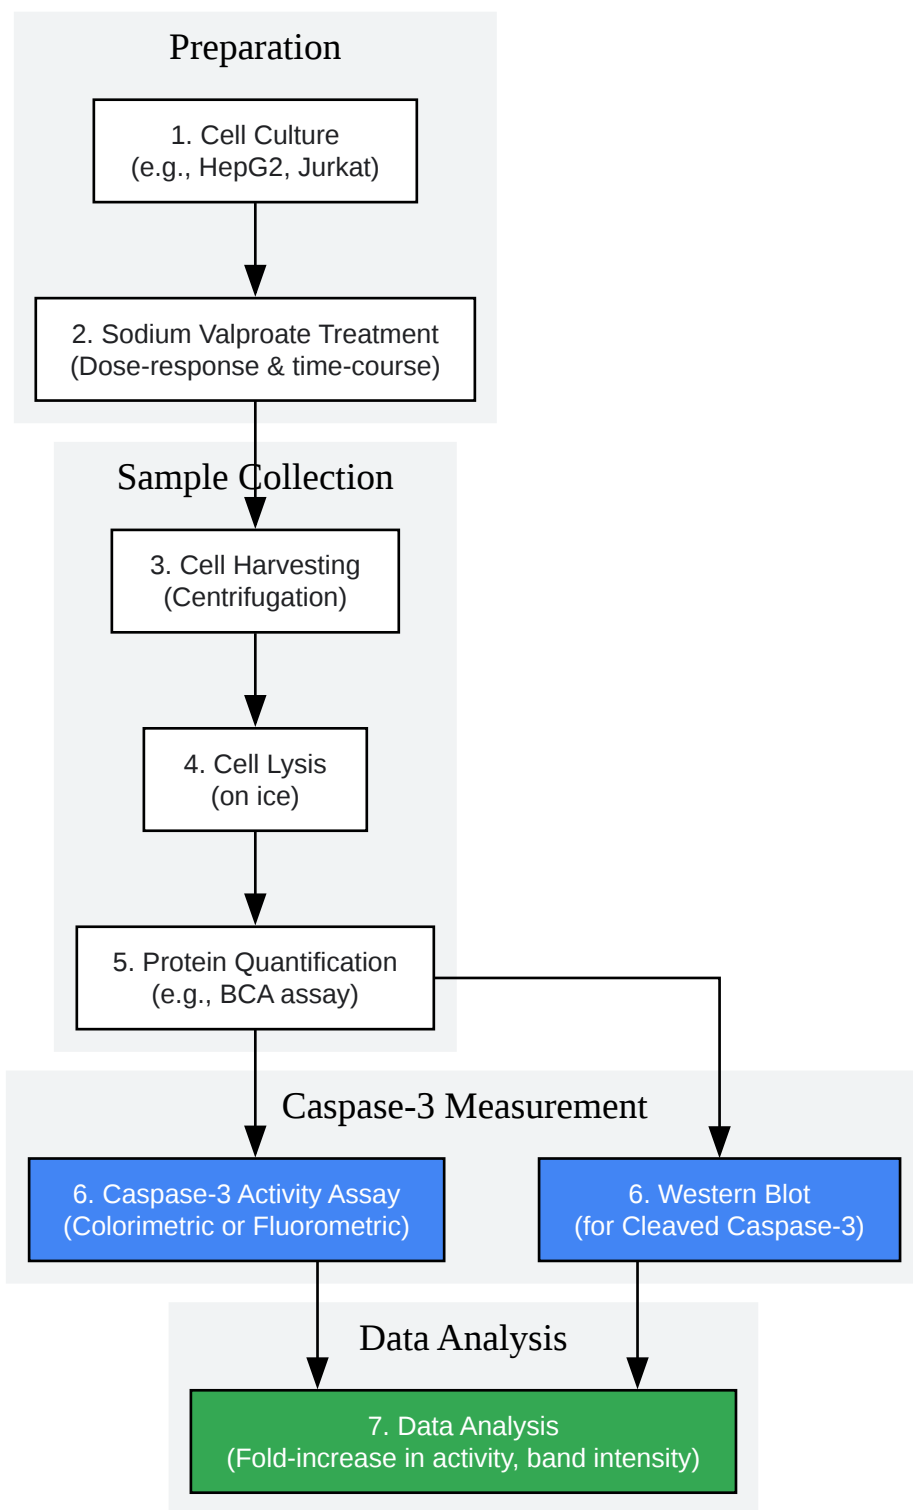 Preparation
1. Cell Culture
(e.g., HepG2, Jurkat)
2. Sodium Valproate Treatment
(Dose-response & time-course)
Sample Collection
3. Cell Harvesting
(Centrifugation)
4. Cell Lysis
(on ice)
5. Protein Quantification
(e.g., BCA assay)
Caspase-3 Measurement
6. Caspase-3 Activity Assay
(Colorimetric or Fluorometric)
6. Western Blot
(for Cleaved Caspase-3)
Data Analysis
7. Data Analysis
(Fold-increase in activity, band intensity)